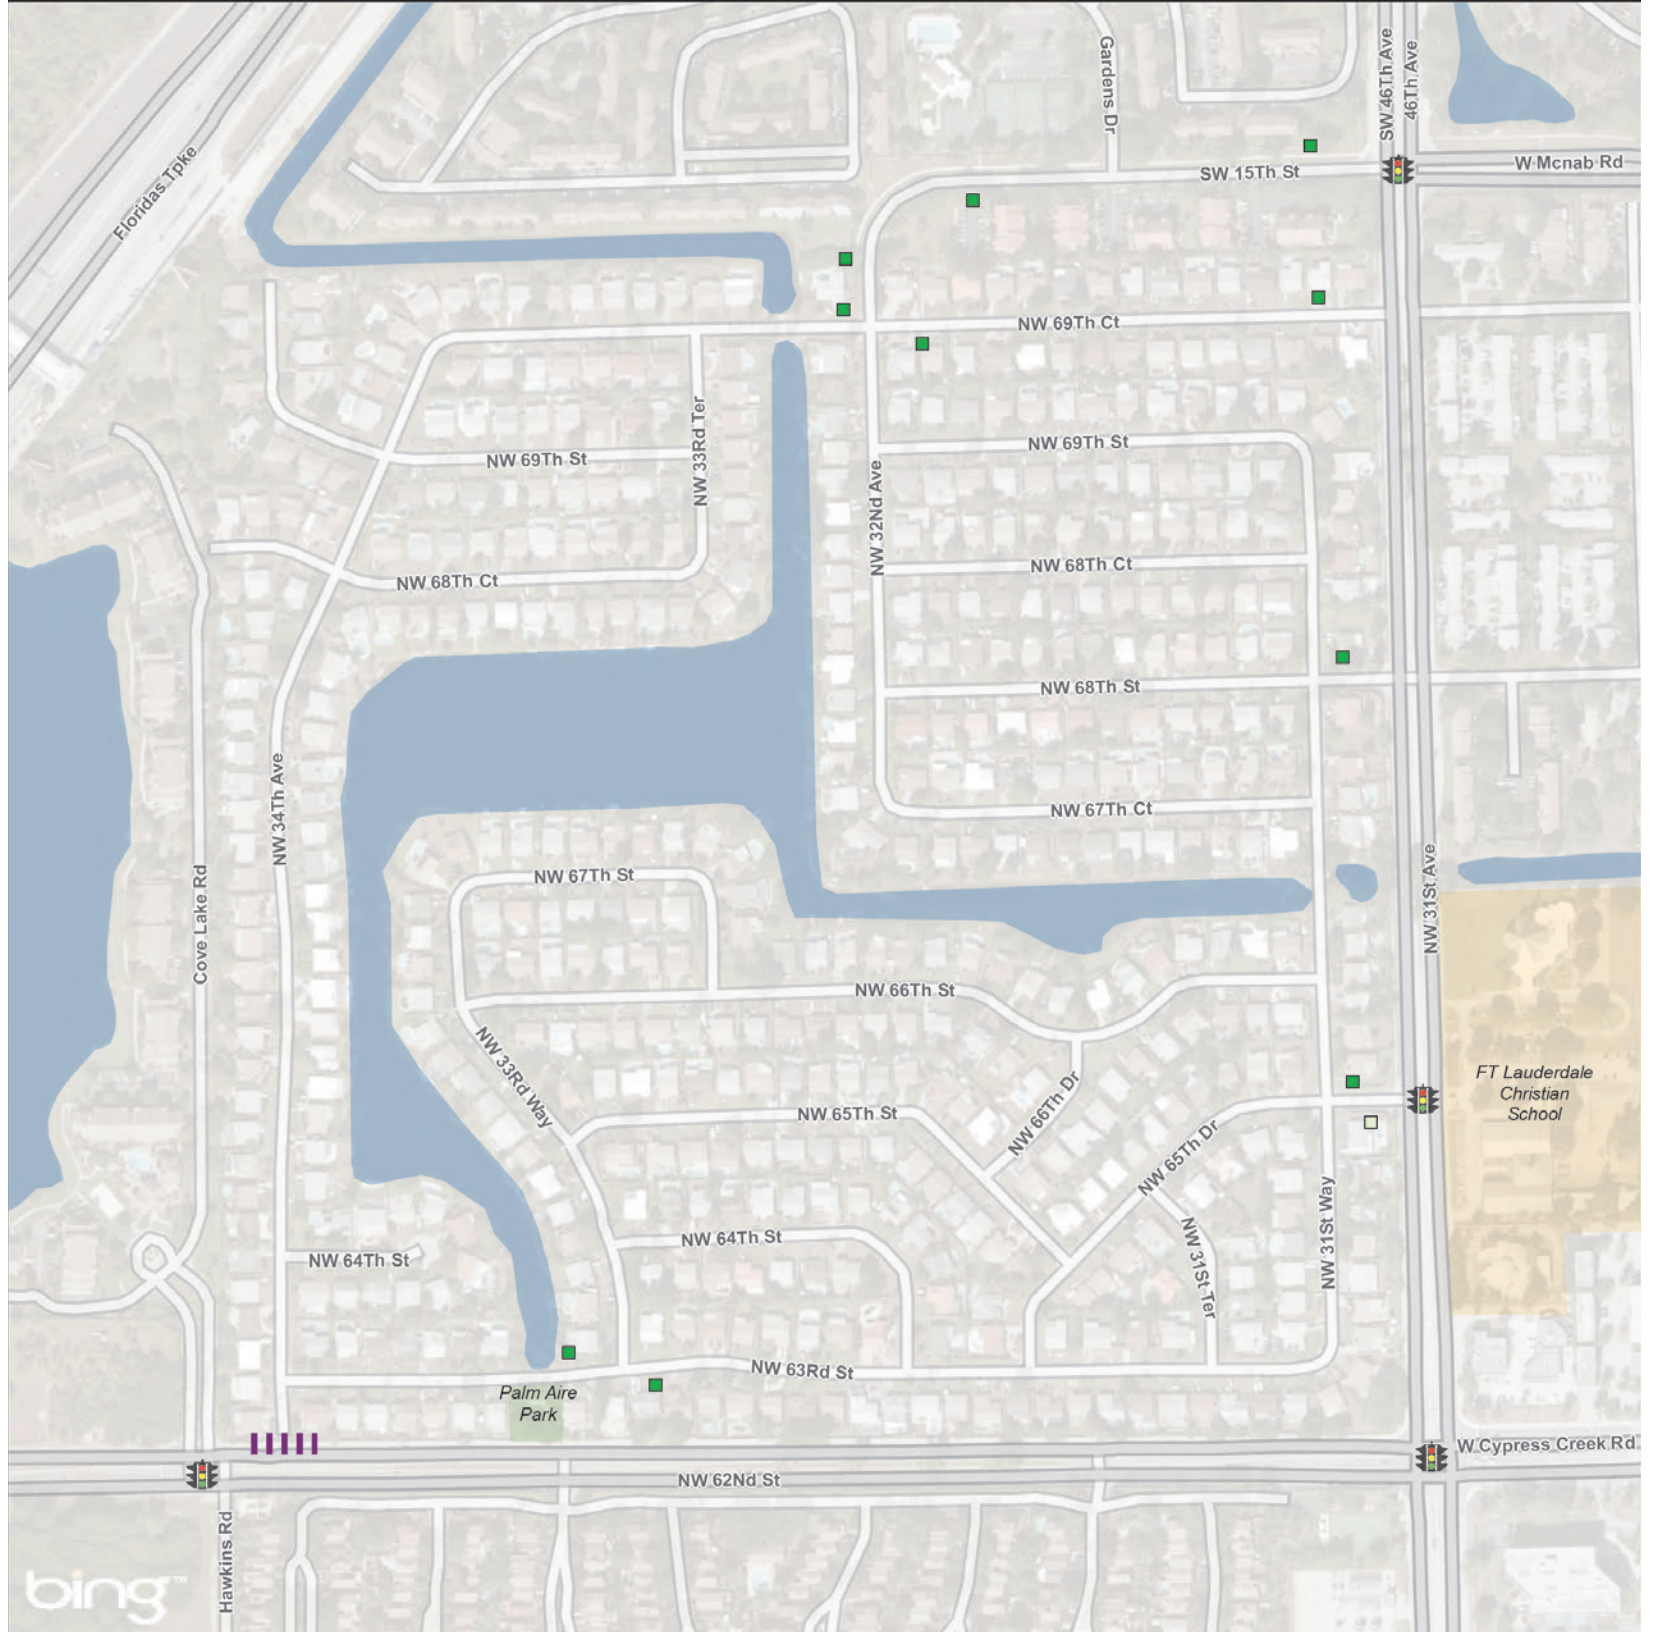 Gardens Dr
SW 46Th Ave
46Th Ave
W Mcnab Rd
SW 15Th St
Floridas Tpke
NW 69Th Ct
NW 33Rd Ter
NW 69Th St
NW 69Th St
NW 32Nd Ave
NW 68Th Ct
NW 68Th Ct
NW 68Th St
NW 34Th Ave
NW 67Th Ct
NW 31St Ave
Cove Lake Rd
NW 67Th St
NW 66Th St
NW 33Rd Way
NW 66Th Dr
NW 65Th St
FT Lauderdale
Christian
School
NW 65Th Dr
NW 31St Way
NW 31St Ter
NW 64Th St
NW 64Th St
NW 63Rd St
Palm Aire
Park
W Cypress Creek Rd
NW 62Nd St
Hawkins Rd
bing™